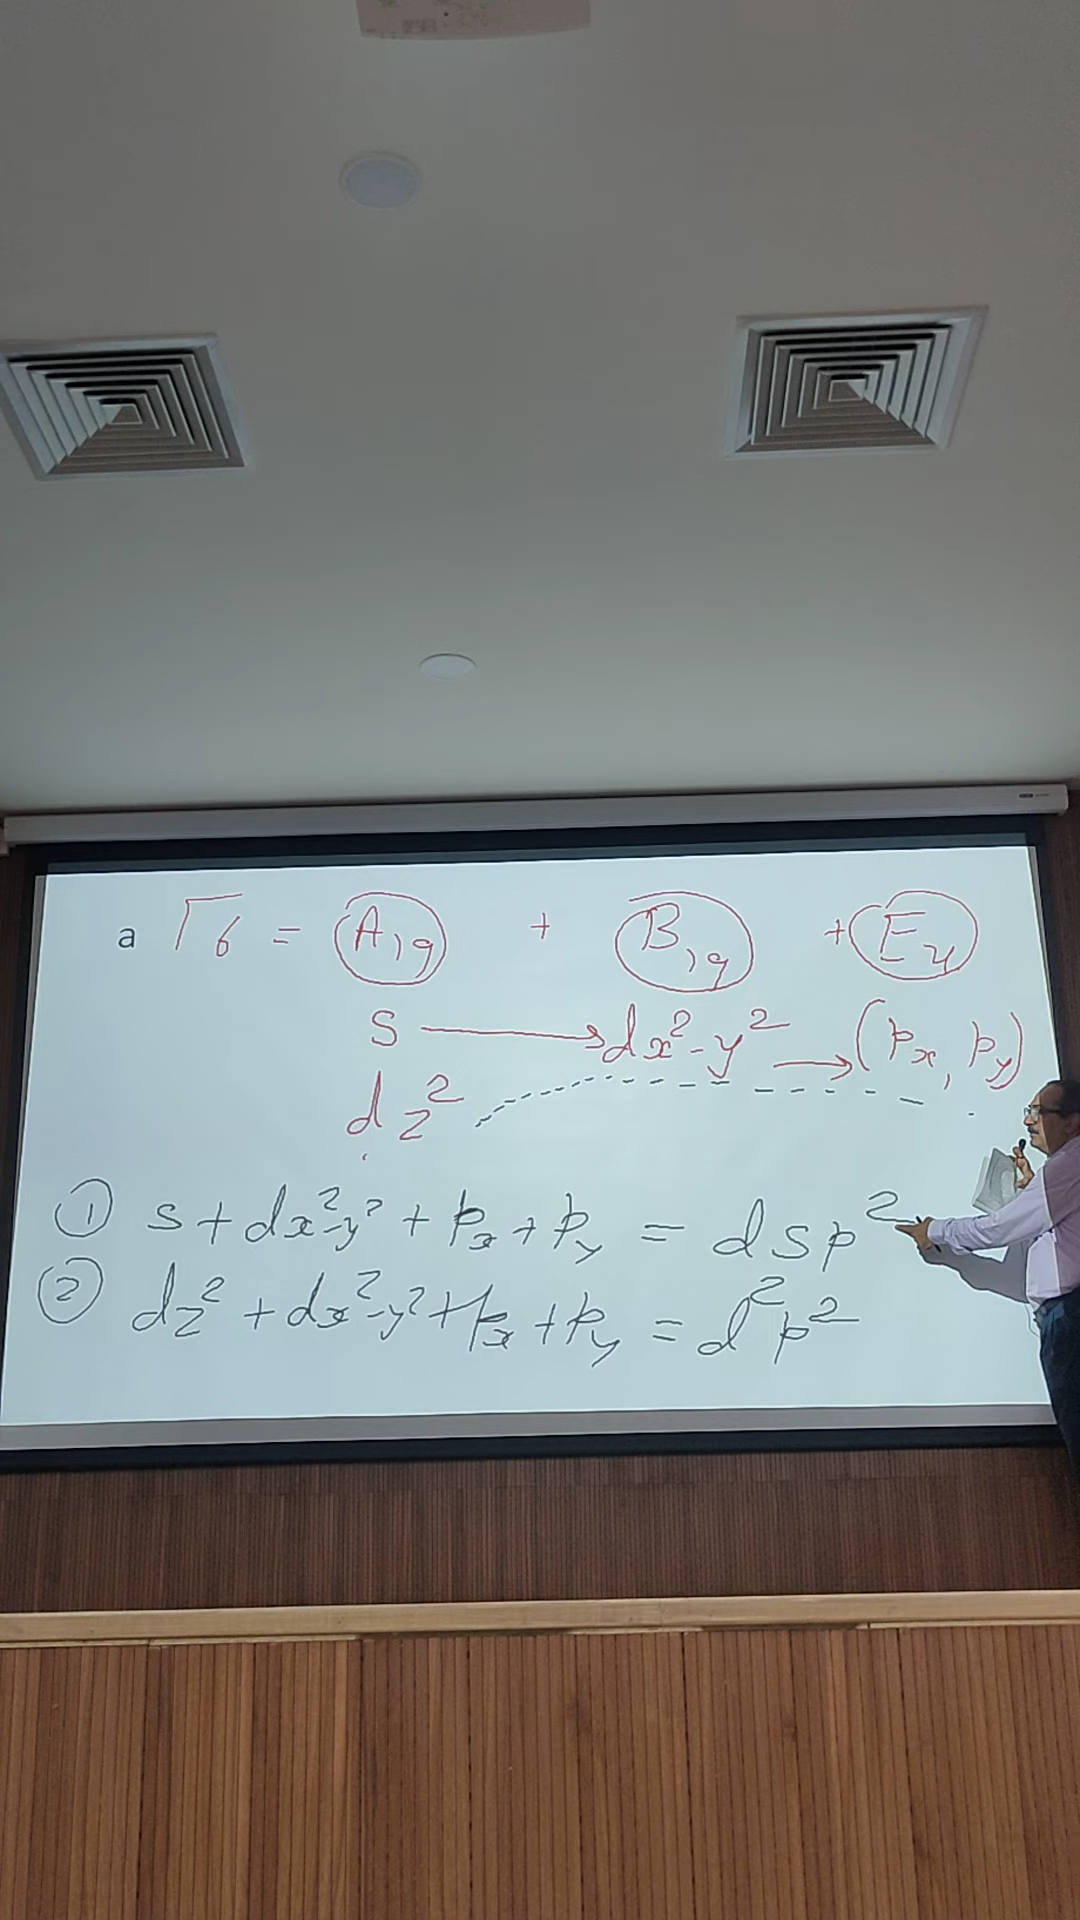 a Γσ = A₁g + B₁g + Eu
s → dx²-y² → (px, py)
dz²
① s + dx²-y² + px + py = dsp²
② dz² + dx²-y² + px + py = d²p²